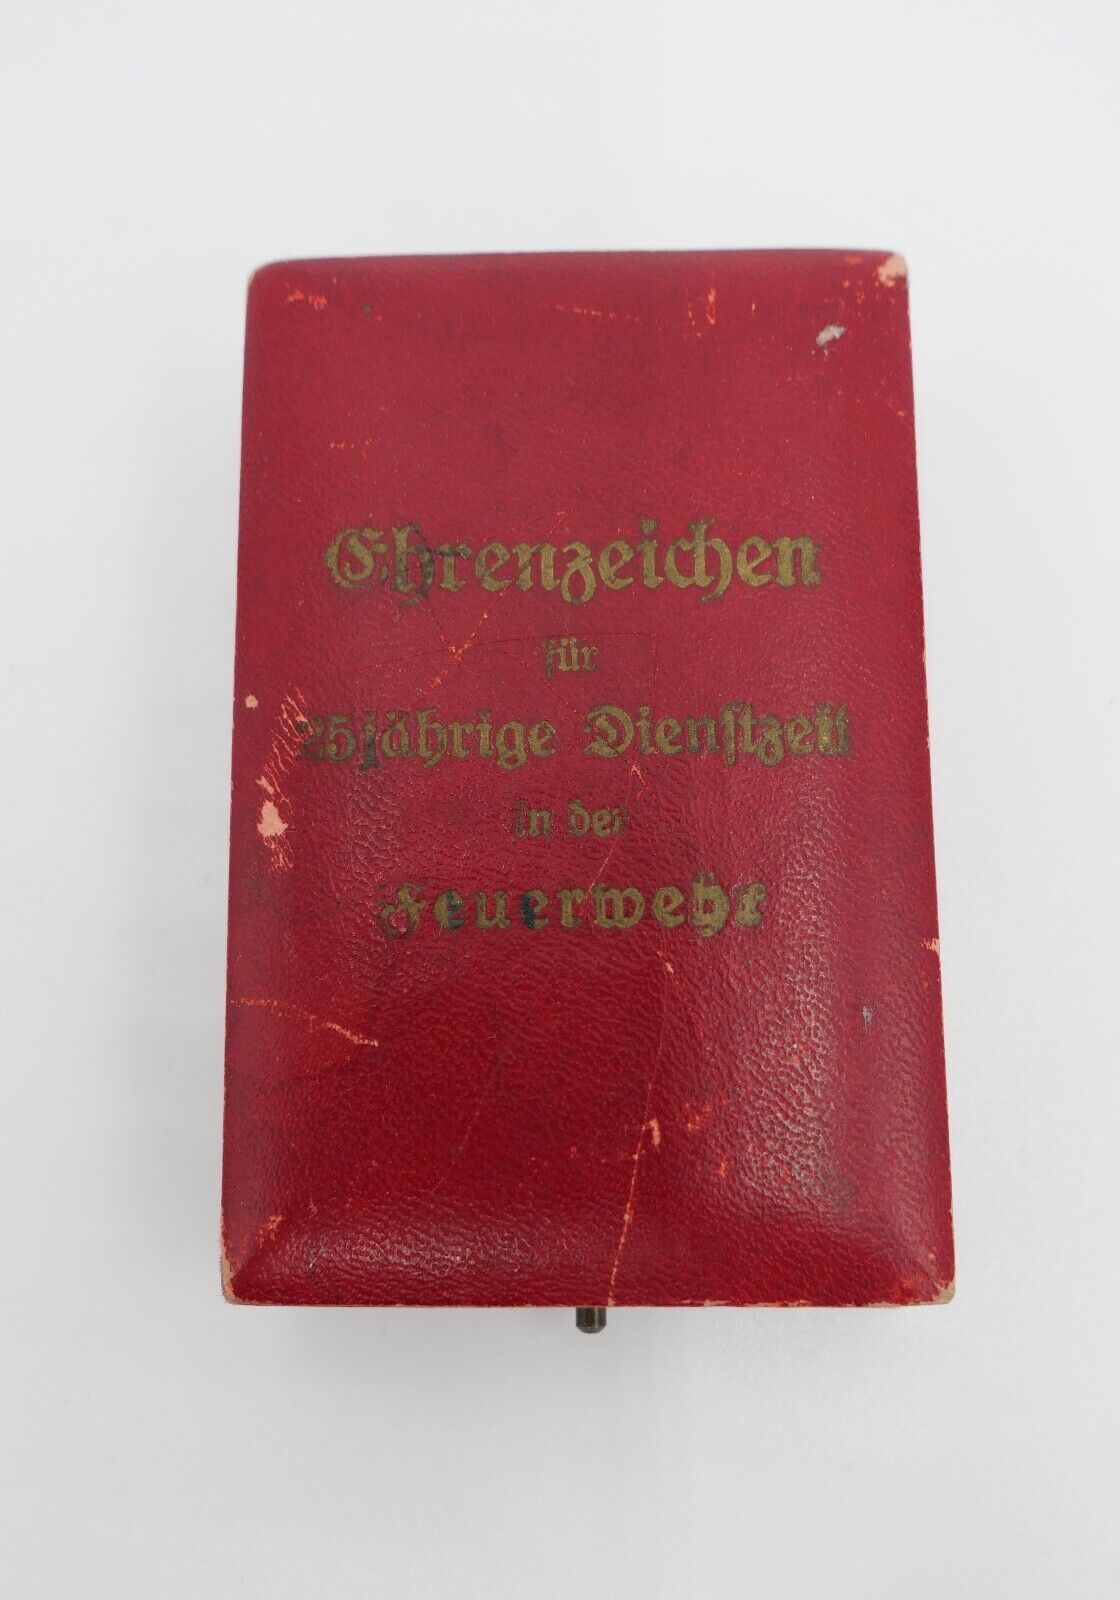 Ehrenzeichen
für
25jährige Dienstzeit
in der
Feuerwehr